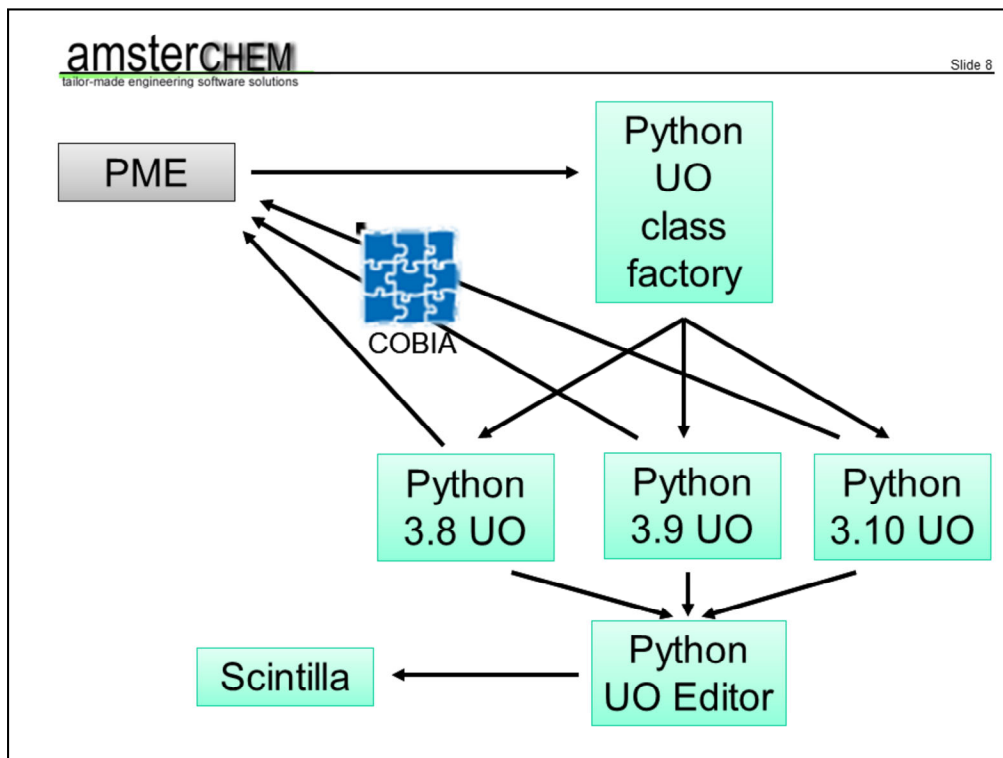 amsterCHEM
tailor-made engineering software solutions
Slide 8
PME
Python
UO
class
factory
COBIA
Python
3.8 UO
Python
3.9 UO
Python
3.10 UO
Scintilla
Python
UO Editor